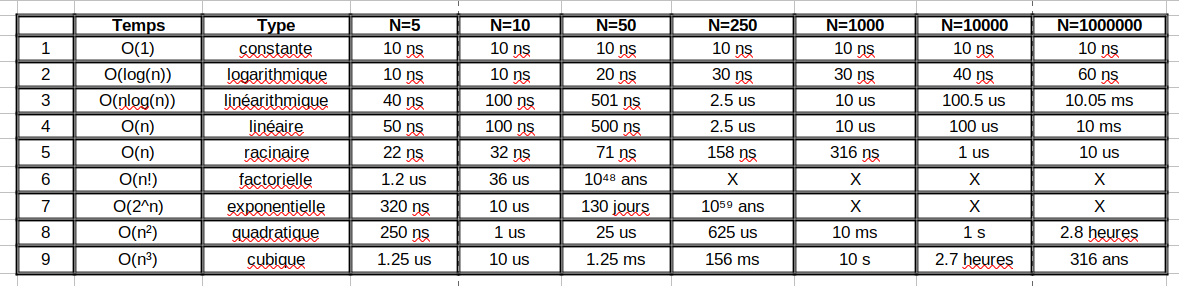 Temps Type N=5 N=10 N=50 N=250 N=1000 N=10000 N=1000000
1 O(1) constante 10 ns 10 ns 10 ns 10 ns 10 ns 10 ns 10 ns
2 O(log(n)) logarithmique 10 ns 10 ns 20 ns 30 ns 30 ns 40 ns 60 ns
3 O(nlog(n)) linéarithmique 40 ns 100 ns 501 ns 2.5 us 10 us 100.5 us 10.05 ms
4 O(n) linéaire 50 ns 100 ns 500 ns 2.5 us 10 us 100 us 10 ms
5 O(n) racinaire 22 ns 32 ns 71 ns 158 ns 316 ns 1 us 10 us
6 O(n!) factorielle 1.2 us 36 us 10⁴⁸ ans X X X X
7 O(2^n) exponentielle 320 ns 10 us 130 jours 10⁵⁹ ans X X X
8 O(n²) quadratique 250 ns 1 us 25 us 625 us 10 ms 1 s 2.8 heures
9 O(n³) cubique 1.25 us 10 us 1.25 ms 156 ms 10 s 2.7 heures 316 ans